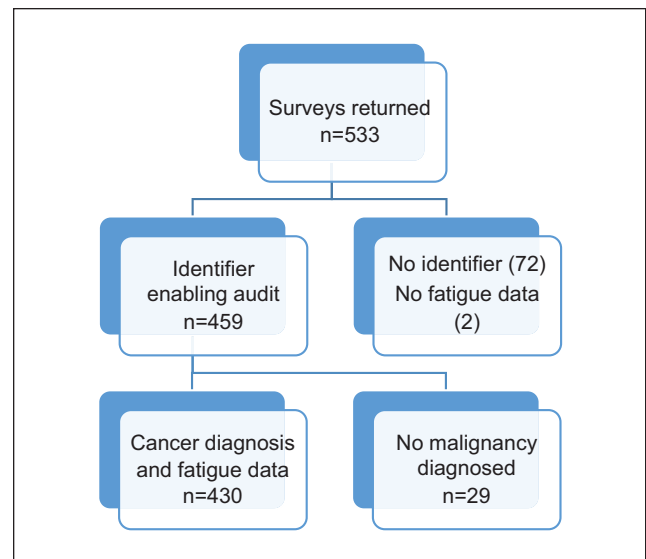 Surveys returned
n=533
Identifier
enabling audit
n=459
No identifier (72)
No fatigue data
(2)
Cancer diagnosis
and fatigue data
n=430
No malignancy
diagnosed
n=29